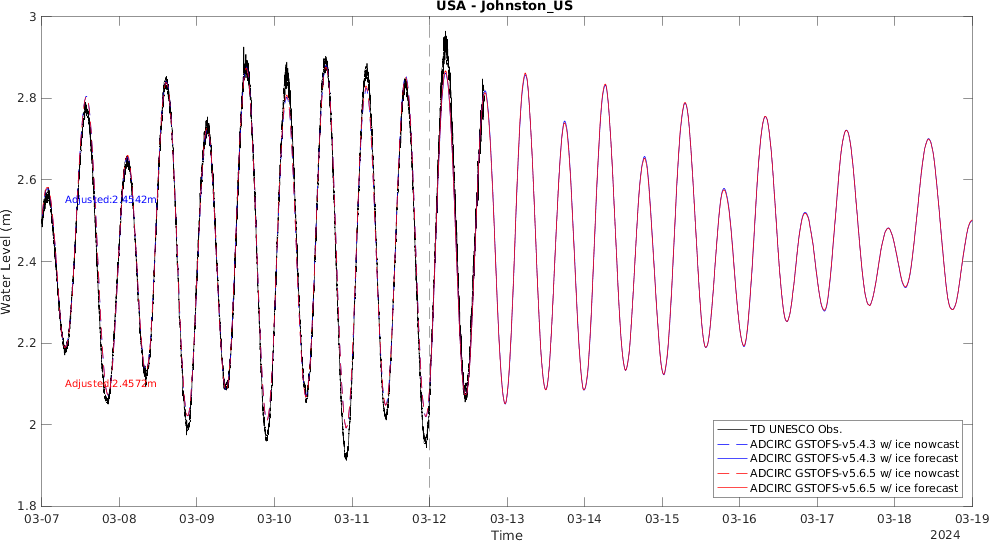 USA - Johnston_US
Water Level (m)
3
2.8
2.6
2.4
2.2
2
1.8
Adjusted:2.4542m
Adjusted:2.4572m
TD UNESCO Obs.
ADCIRC GSTOFS-v5.4.3 w/ ice nowcast
ADCIRC GSTOFS-v5.4.3 w/ ice forecast
ADCIRC GSTOFS-v5.6.5 w/ ice nowcast
ADCIRC GSTOFS-v5.6.5 w/ ice forecast
03-07 03-08 03-09 03-10 03-11 03-12 03-13 03-14 03-15 03-16 03-17 03-18 03-19
Time
2024